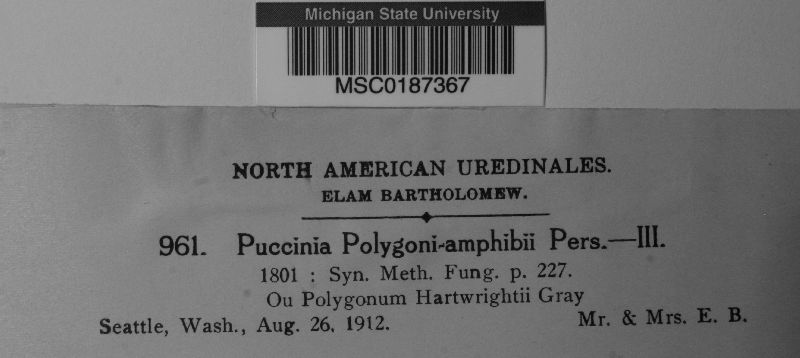 Michigan State University
MSC0187367
NORTH AMERICAN UREDINALES.
ELAM BARTHOLOMEW.
961. Puccinia Polygoni-amphibii Pers.—III.
1801 : Syn. Meth. Fung. p. 227.
Ou Polygonum Hartwrightii Gray
Seattle, Wash., Aug. 26, 1912. Mr. & Mrs. E. B.